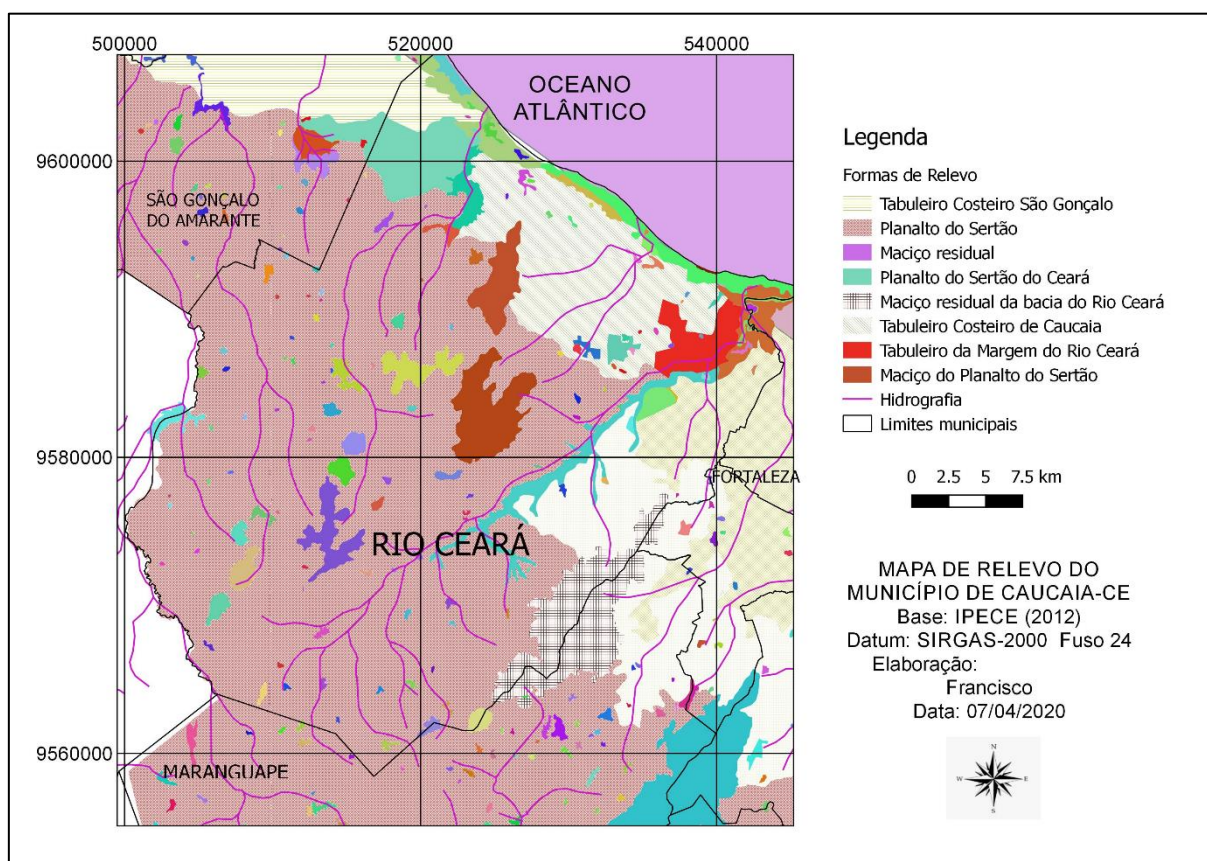 500000
520000
540000
OCEANO
ATLÂNTICO
9600000
SÃO GONÇALO
DO AMARANTE
9580000
FORTALEZA
RIO CEARÁ
9560000
MARANGUAPE
Legenda
Formas de Relevo
Tabuleiro Costeiro São Gonçalo
Planalto do Sertão
Maciço residual
Planalto do Sertão do Ceará
Maciço residual da bacia do Rio Ceará
Tabuleiro Costeiro de Caucaia
Tabuleiro da Margem do Rio Ceará
Maciço do Planalto do Sertão
Hidrografia
Limites municipais
0 2.5 5 7.5 km
MAPA DE RELEVO DO
MUNICÍPIO DE CAUCAIA-CE
Base: IPECE (2012)
Datum: SIRGAS-2000 Fuso 24
Elaboração:
Francisco
Data: 07/04/2020
N
W
E
S